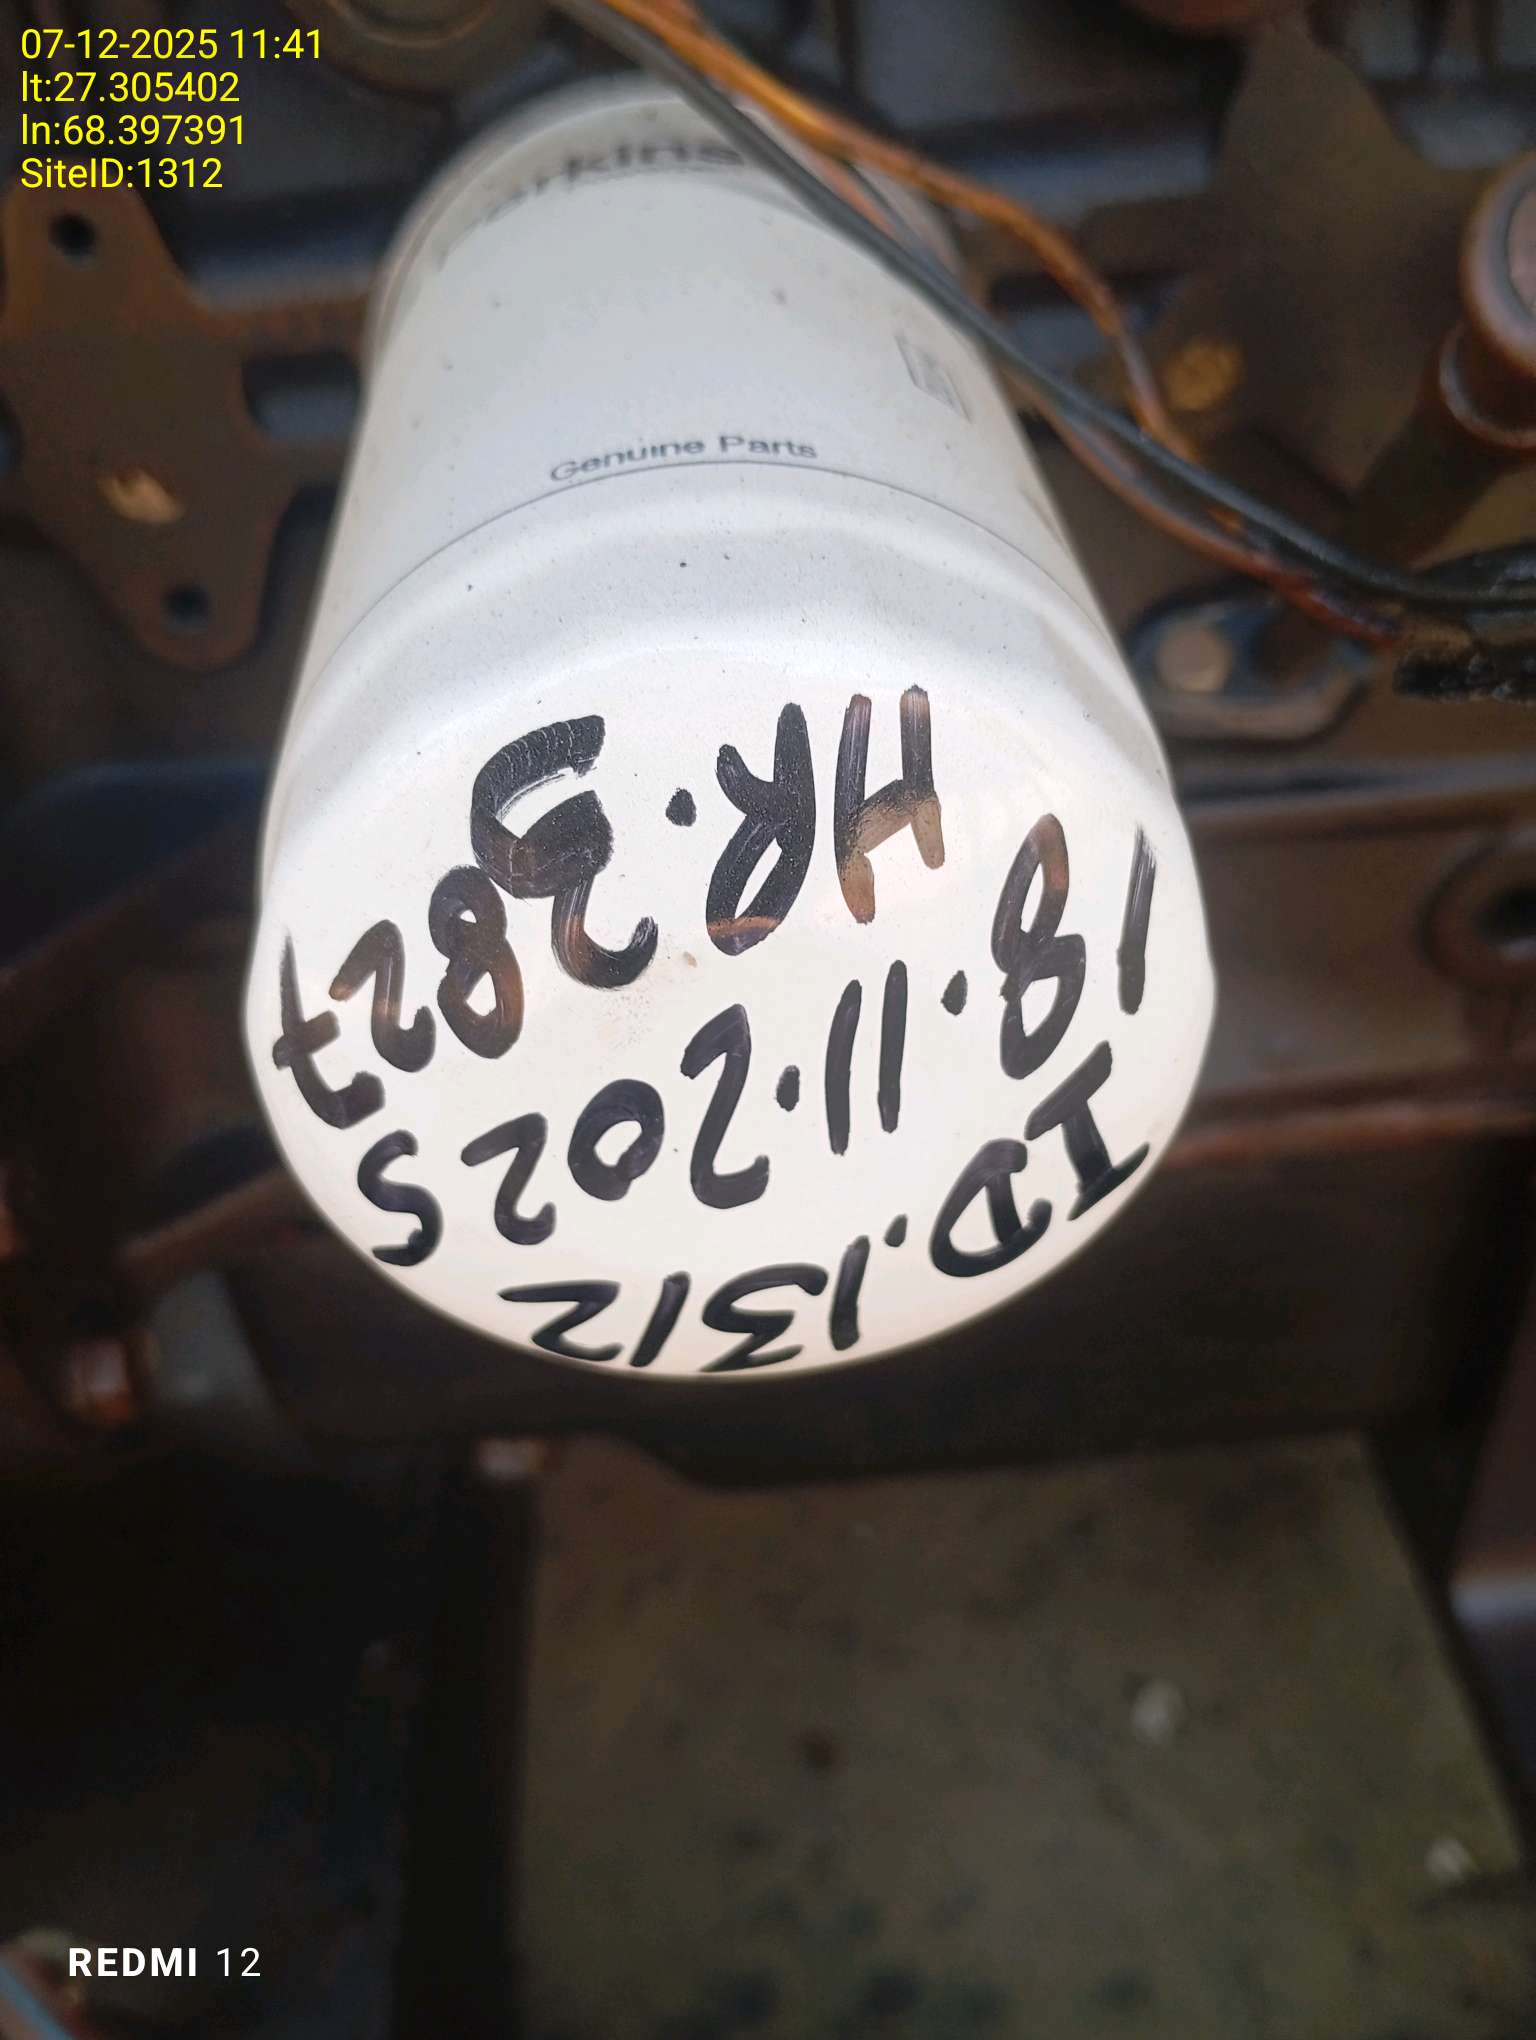 07-12-2025 11:41
lt:27.305402
ln:68.397391
SiteID:1312
Perkins
Genuine Parts
ID.1312
18.11.2025
HR.3827
REDMI 12